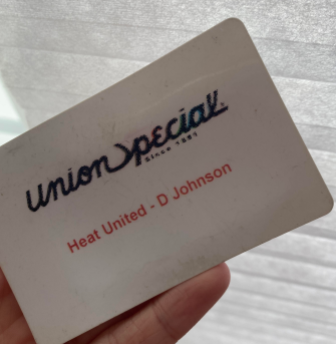 Union Special
Since 1881
Heat United - D Johnson